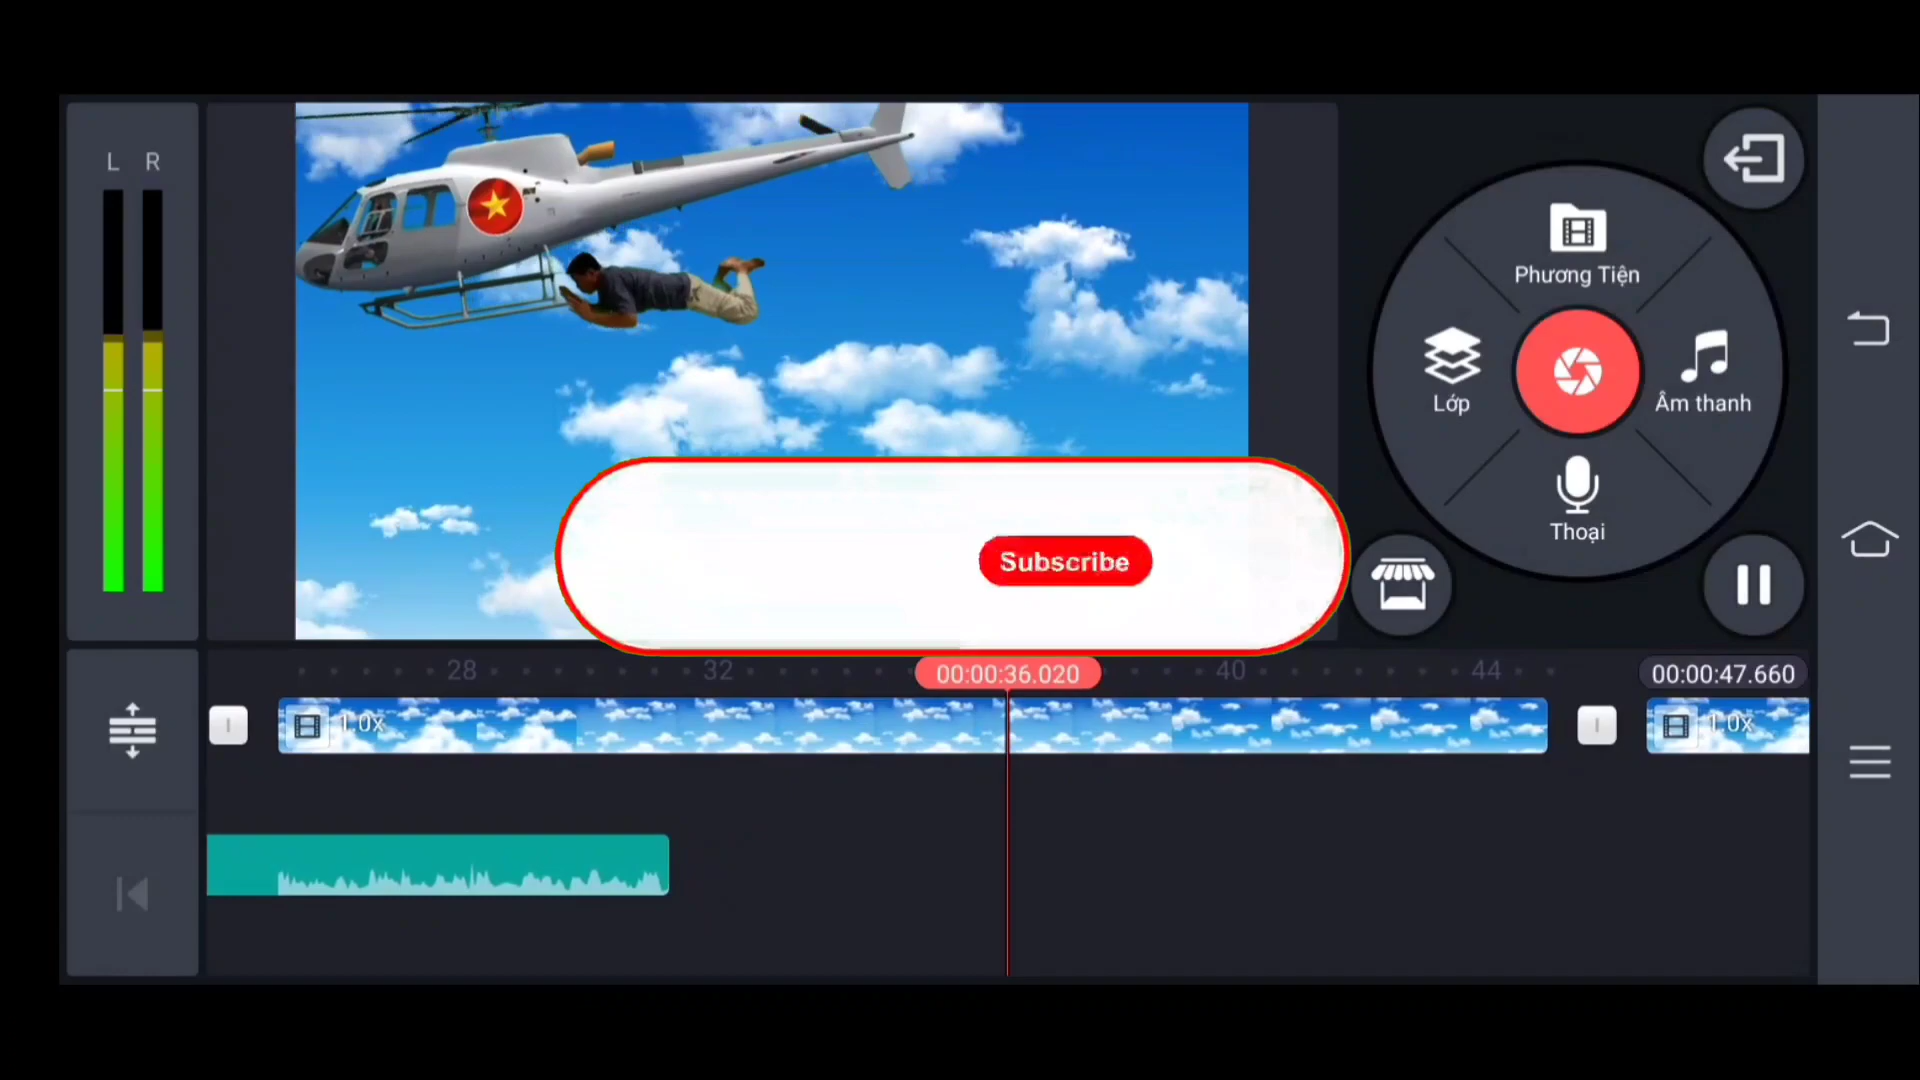 L R
Phương Tiện
Lớp
Âm thanh
Thoại
Subscribe
28
32
00:00:36.020
40
44
00:00:47.660
1.0x
1.0x